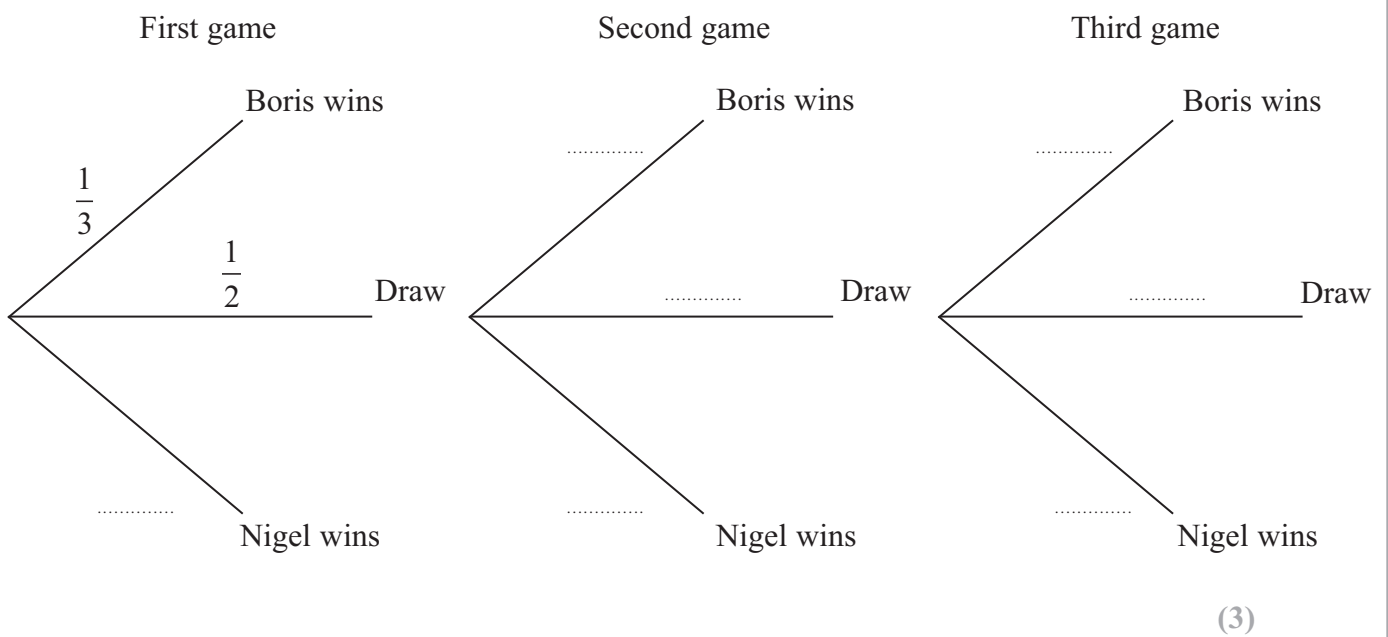 First game Second game Third game
Boris wins Boris wins Boris wins
............. ............. .............
1/3
1/2
Draw Draw Draw
............. .............
............. ............. .............
Nigel wins Nigel wins Nigel wins
(3)